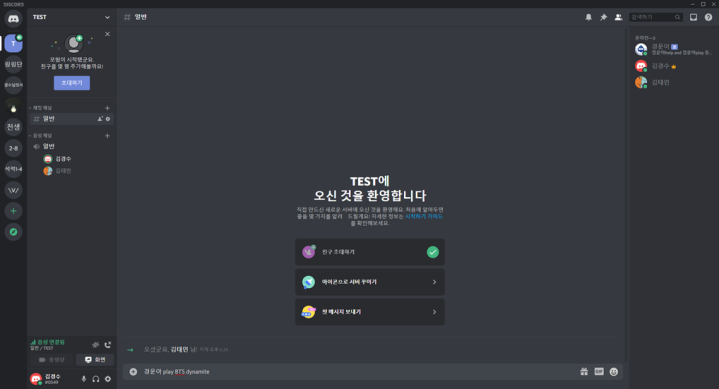 DISCORD
TEST
일반
검색하기
모험이 시작됐군요.
친구를 몇 명 추가해볼까요!
초대하기
채팅 채널
일반
음성 채널
일반
김경수
김태민
T
전생
2-8
\V/
TEST에
오신 것을 환영합니다
직접 만드신 새로운 서버에 오신 것을 환영해요. 처음에 알아두면
좋을 몇 가지를 알려 드릴게요! 자세한 정보는 시작하기 가이드
를 확인해보세요.
친구 초대하기
아이콘으로 서버 꾸미기
첫 메시지 보내기
오셨군요, 김태민 님!
경운이 play BTS dynamite
음성 연결됨
일반 / TEST
동영상
화면
김경수
#0549
온라인—3
경운이
김경수
김태민